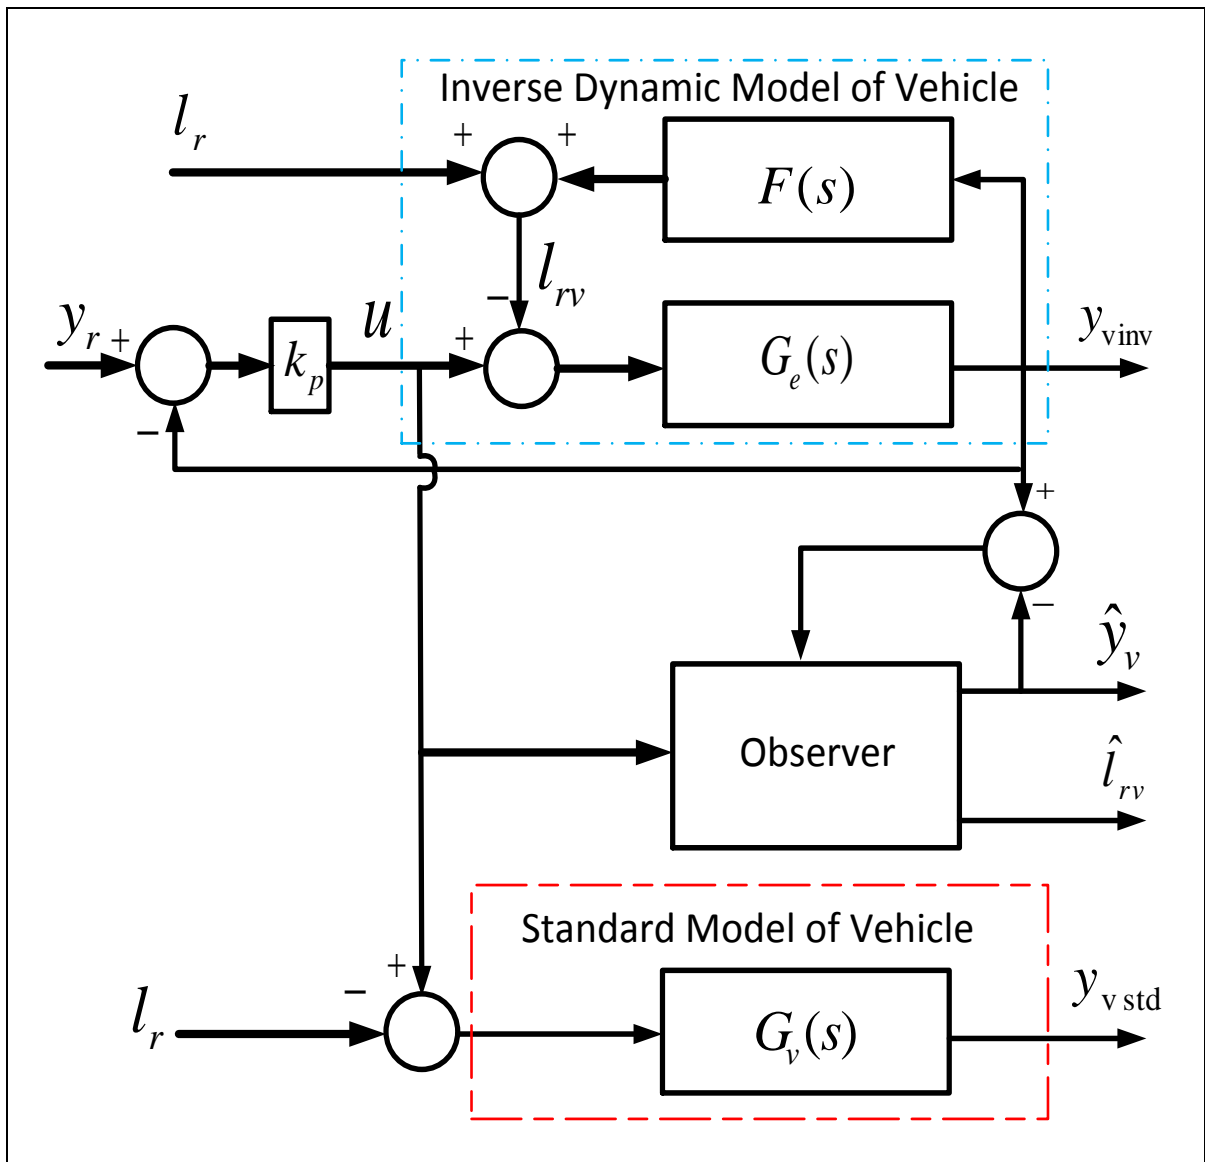 Inverse Dynamic Model of Vehicle
l_r
+ +
F(s)
− l_rv
y_r + k_p u + G_e(s) y_vinv
−
+
−
ŷ_v
Observer
l̂_rv
Standard Model of Vehicle
+
−
l_r G_v(s) y_v std